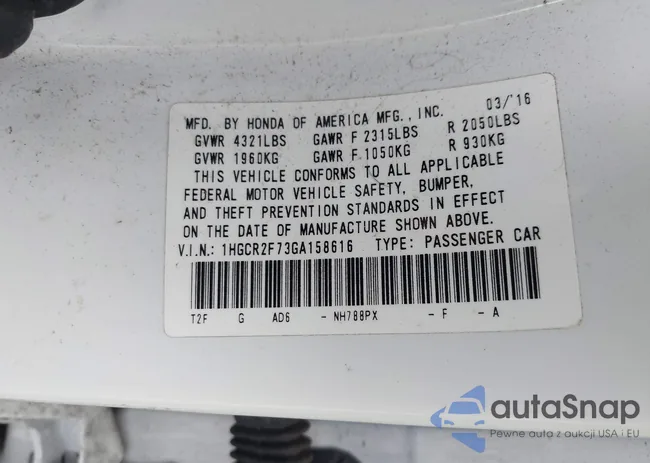 MFD. BY HONDA OF AMERICA MFG., INC. 03/'16
GVWR 4321LBS GAWR F 2315LBS R 2050LBS
GVWR 1960KG GAWR F 1050KG R 930KG
THIS VEHICLE CONFORMS TO ALL APPLICABLE
FEDERAL MOTOR VEHICLE SAFETY, BUMPER,
AND THEFT PREVENTION STANDARDS IN EFFECT
ON THE DATE OF MANUFACTURE SHOWN ABOVE.
V.I.N.: 1HGCR2F73GA158616 TYPE: PASSENGER CAR
T2F G AD6 - NH788PX - F - A
autoSnap
Pewne auta z aukcji USA i EU